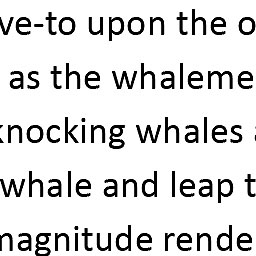 ve-to upon the o
as the whaleme
knocking whales a
whale and leap t
magnitude rende